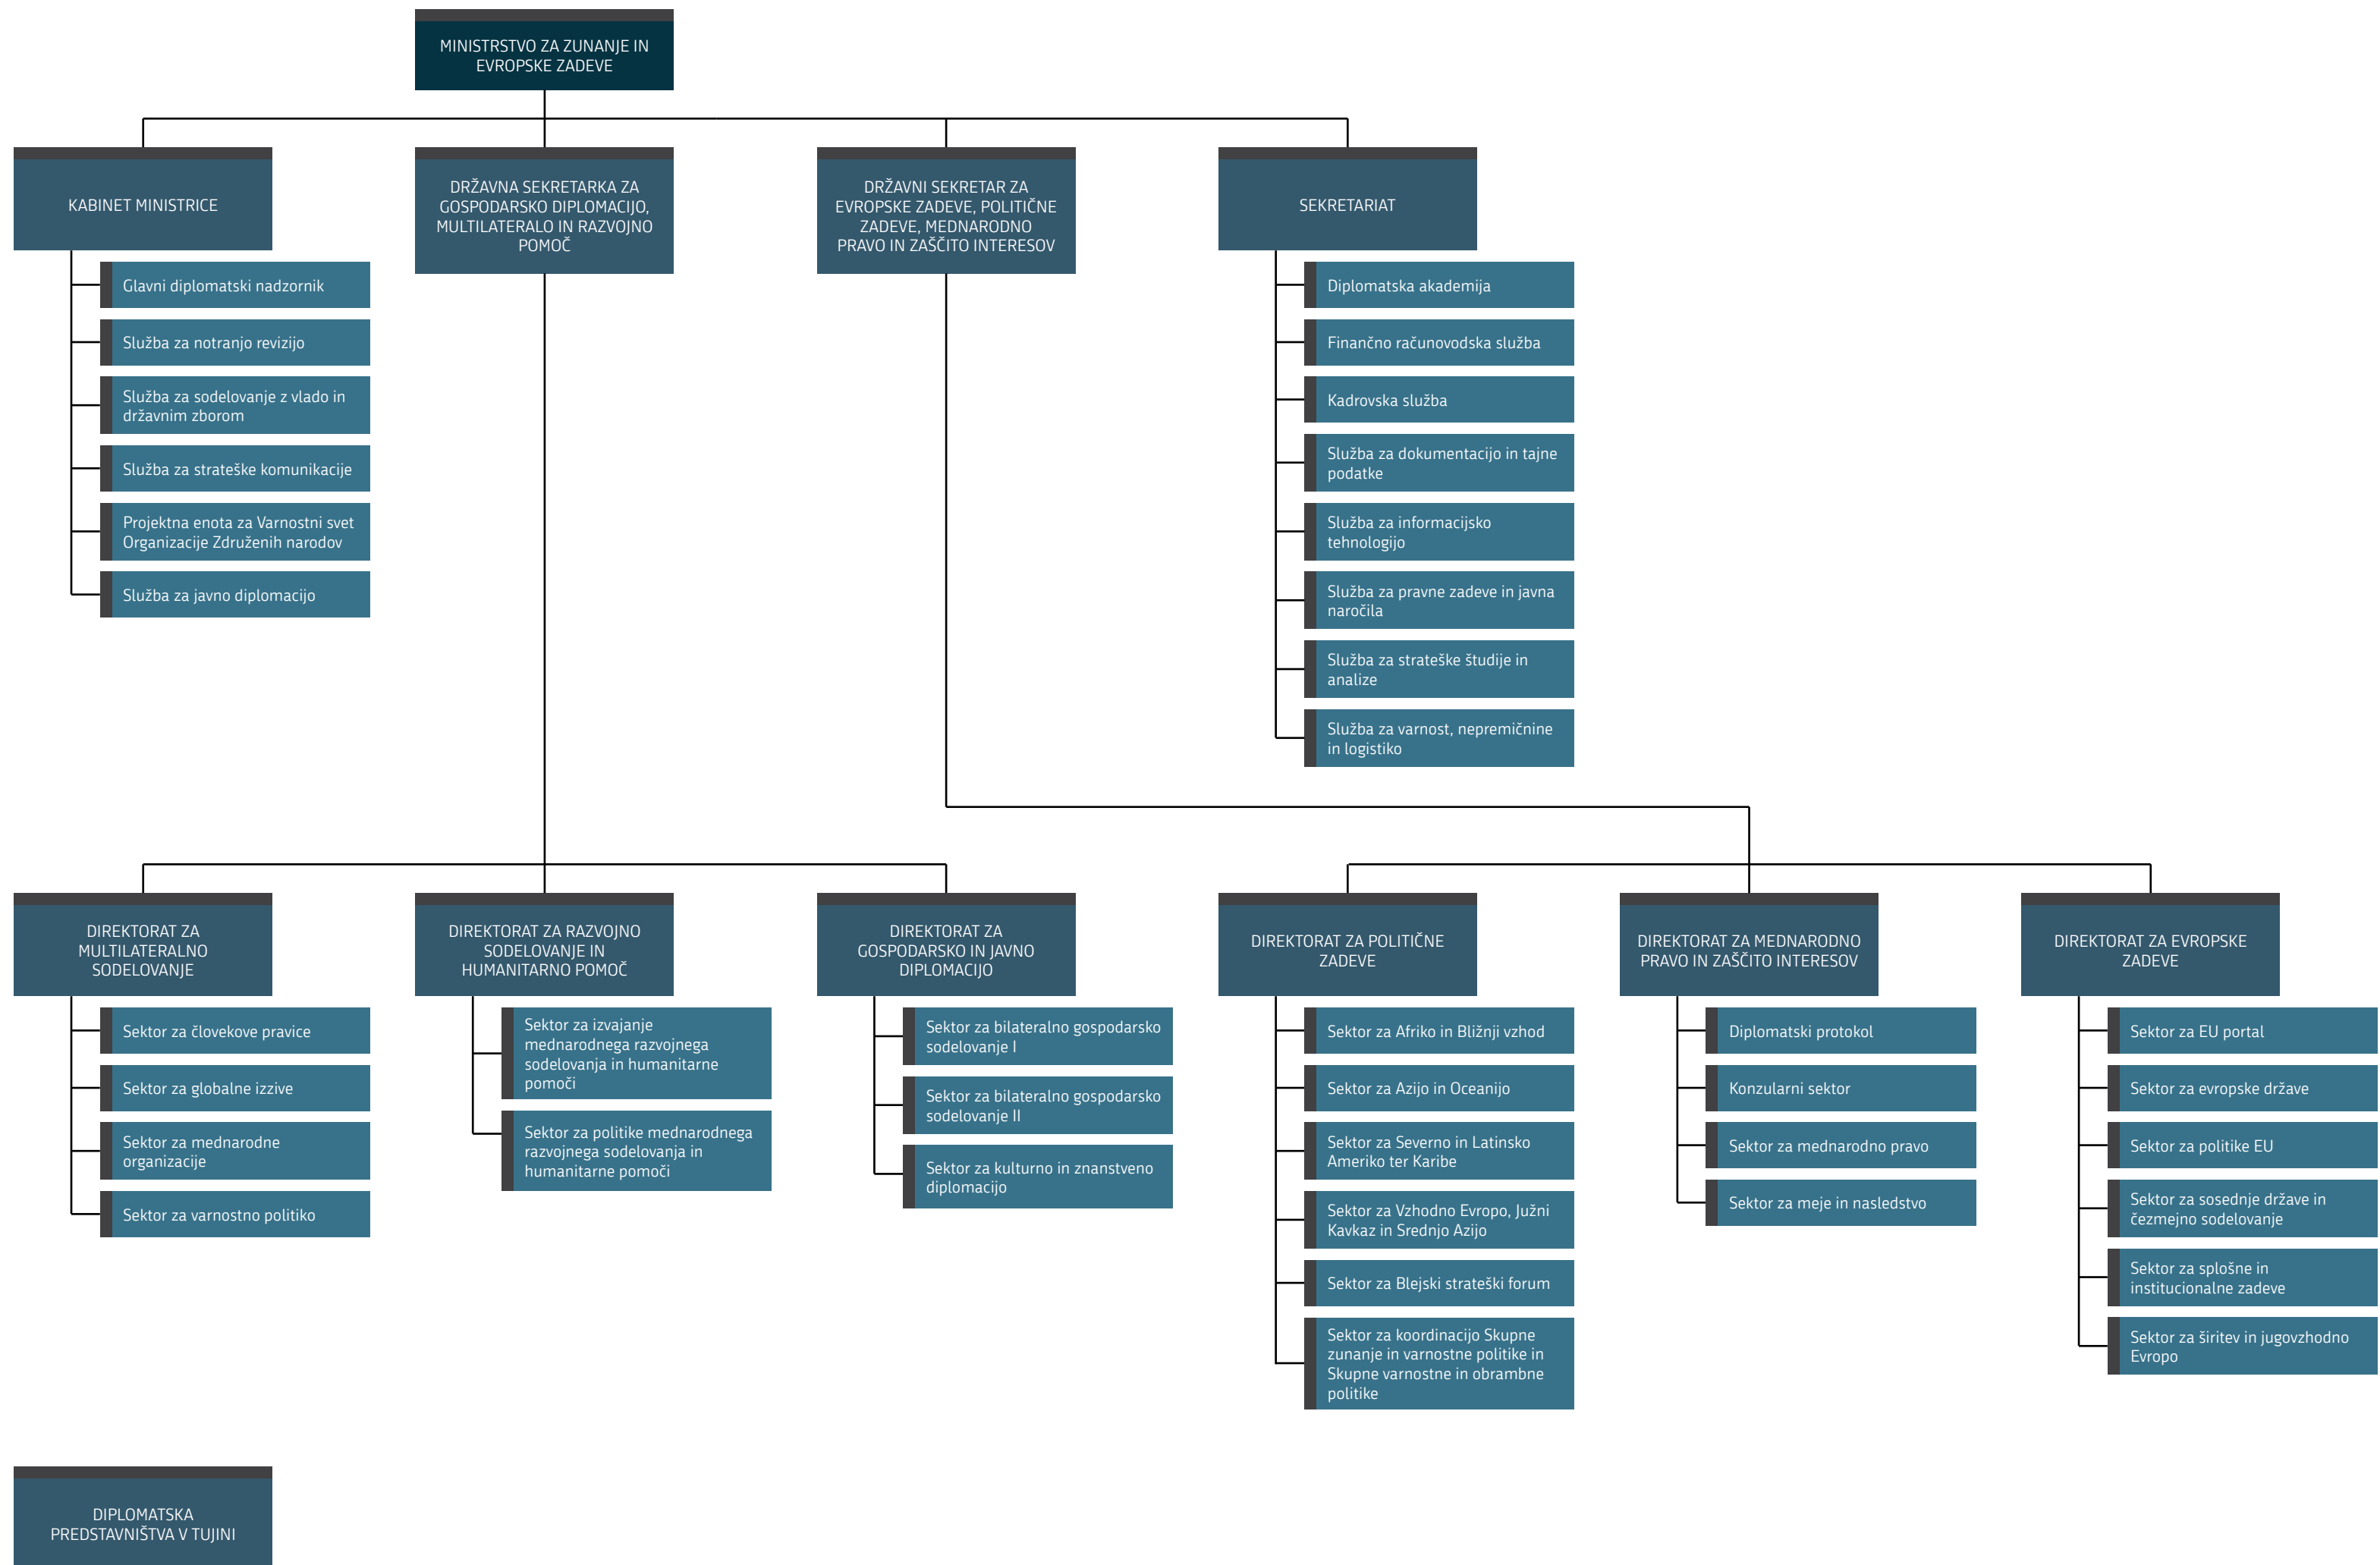 MINISTRSTVO ZA ZUNANJE IN
EVROPSKE ZADEVE
KABINET MINISTRICE
Glavni diplomatski nadzornik
Služba za notranjo revizijo
Služba za sodelovanje z vlado in
državnim zborom
Služba za strateške komunikacije
Projektna enota za Varnostni svet
Organizacije Združenih narodov
Služba za javno diplomacijo
DRŽAVNA SEKRETARKA ZA
GOSPODARSKO DIPLOMACIJO,
MULTILATERALO IN RAZVOJNO
POMOČ
DRŽAVNI SEKRETAR ZA
EVROPSKE ZADEVE, POLITIČNE
ZADEVE, MEDNARODNO
PRAVO IN ZAŠČITO INTERESOV
SEKRETARIAT
Diplomatska akademija
Finančno računovodska služba
Kadrovska služba
Služba za dokumentacijo in tajne
podatke
Služba za informacijsko
tehnologijo
Služba za pravne zadeve in javna
naročila
Služba za strateške študije in
analize
Služba za varnost, nepremičnine
in logistiko
DIREKTORAT ZA
MULTILATERALNO
SODELOVANJE
Sektor za človekove pravice
Sektor za globalne izzive
Sektor za mednarodne
organizacije
Sektor za varnostno politiko
DIREKTORAT ZA RAZVOJNO
SODELOVANJE IN
HUMANITARNO POMOČ
Sektor za izvajanje
mednarodnega razvojnega
sodelovanja in humanitarne
pomoči
Sektor za politike mednarodnega
razvojnega sodelovanja in
humanitarne pomoči
DIREKTORAT ZA
GOSPODARSKO IN JAVNO
DIPLOMACIJO
Sektor za bilateralno gospodarsko
sodelovanje I
Sektor za bilateralno gospodarsko
sodelovanje II
Sektor za kulturno in znanstveno
diplomacijo
DIREKTORAT ZA POLITIČNE
ZADEVE
Sektor za Afriko in Bližnji vzhod
Sektor za Azijo in Oceanijo
Sektor za Severno in Latinsko
Ameriko ter Karibe
Sektor za Vzhodno Evropo, Južni
Kavkaz in Srednjo Azijo
Sektor za Blejski strateški forum
Sektor za koordinacijo Skupne
zunanje in varnostne politike in
Skupne varnostne in obrambne
politike
DIREKTORAT ZA MEDNARODNO
PRAVO IN ZAŠČITO INTERESOV
Diplomatski protokol
Konzularni sektor
Sektor za mednarodno pravo
Sektor za meje in nasledstvo
DIREKTORAT ZA EVROPSKE
ZADEVE
Sektor za EU portal
Sektor za evropske države
Sektor za politike EU
Sektor za sosednje države in
čezmejno sodelovanje
Sektor za splošne in
institucionalne zadeve
Sektor za širitev in jugovzhodno
Evropo
DIPLOMATSKA
PREDSTAVNIŠTVA V TUJINI